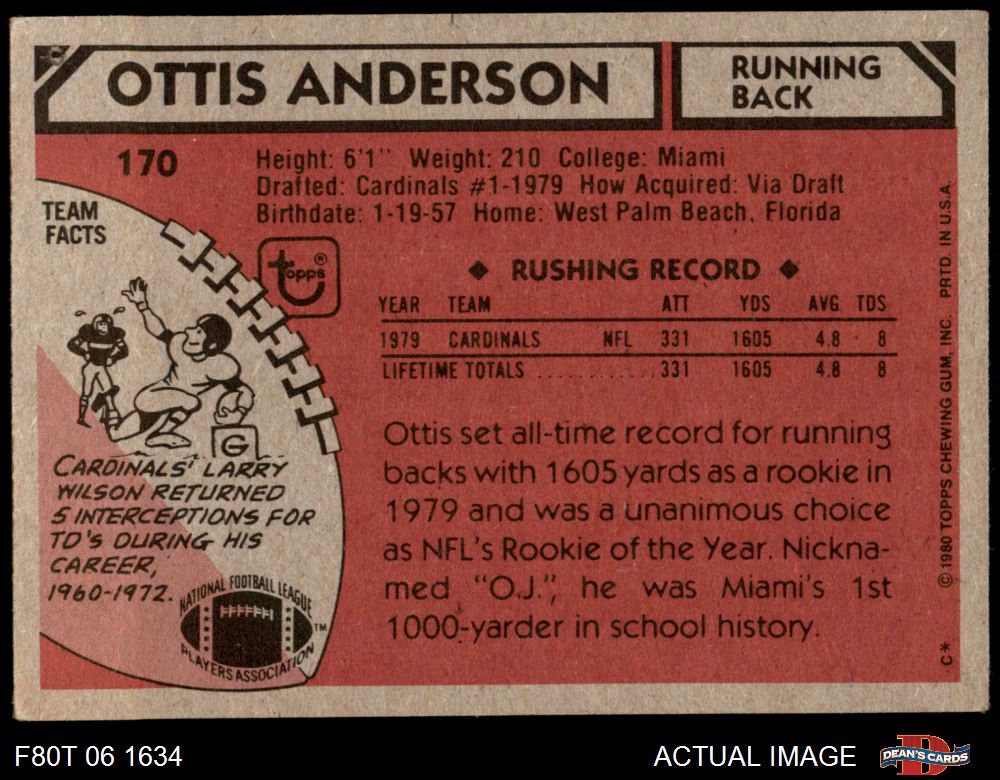 OTTIS ANDERSON
RUNNING
BACK
170
Height: 6'1" Weight: 210 College: Miami
Drafted: Cardinals #1-1979 How Acquired: Via Draft
Birthdate: 1-19-57 Home: West Palm Beach, Florida
TEAM
FACTS
topps®
◆ RUSHING RECORD ◆
YEAR TEAM ATT YDS AVG TDS
1979 CARDINALS NFL 331 1605 4.8 8
LIFETIME TOTALS ............ 331 1605 4.8 8
G
CARDINALS' LARRY
WILSON RETURNED
5 INTERCEPTIONS FOR
TD'S DURING HIS
CAREER,
1960-1972.
NATIONAL FOOTBALL LEAGUE
PLAYERS ASSOCIATION
TM
Ottis set all-time record for running
backs with 1605 yards as a rookie in
1979 and was a unanimous choice
as NFL's Rookie of the Year. Nickna-
med "O.J.", he was Miami's 1st
1000-yarder in school history.
© 1980 TOPPS CHEWING GUM, INC. PRTD. IN U.S.A.
C*
F80T 06 1634
ACTUAL IMAGE
DEAN'S CARDS